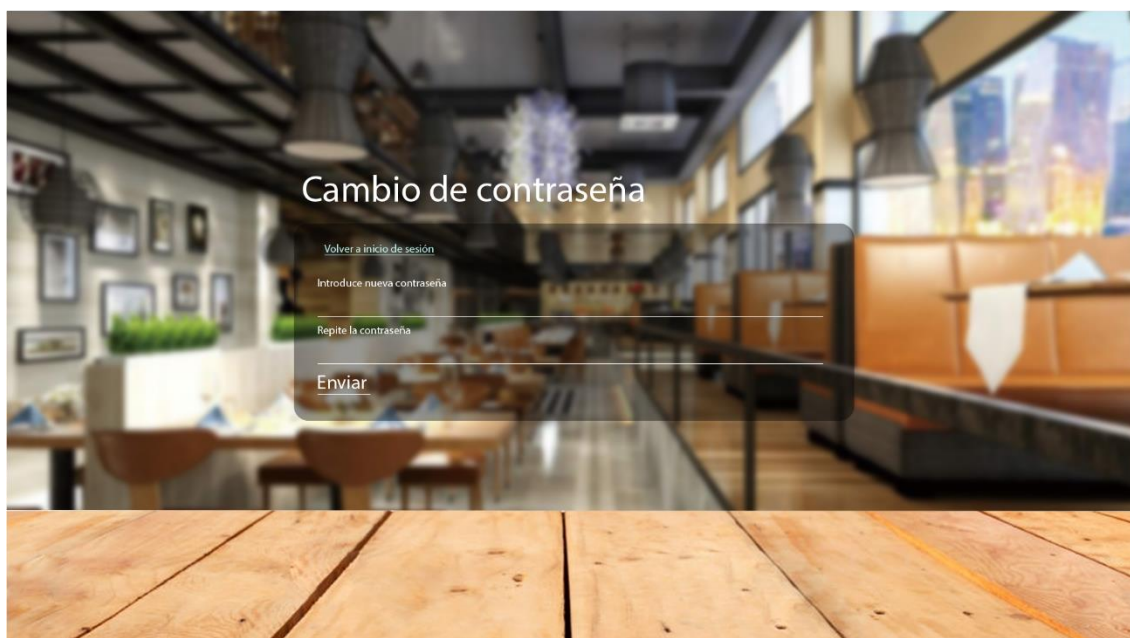 Cambio de contraseña
Volver a inicio de sesión
Introduce nueva contraseña
Repite la contraseña
Enviar